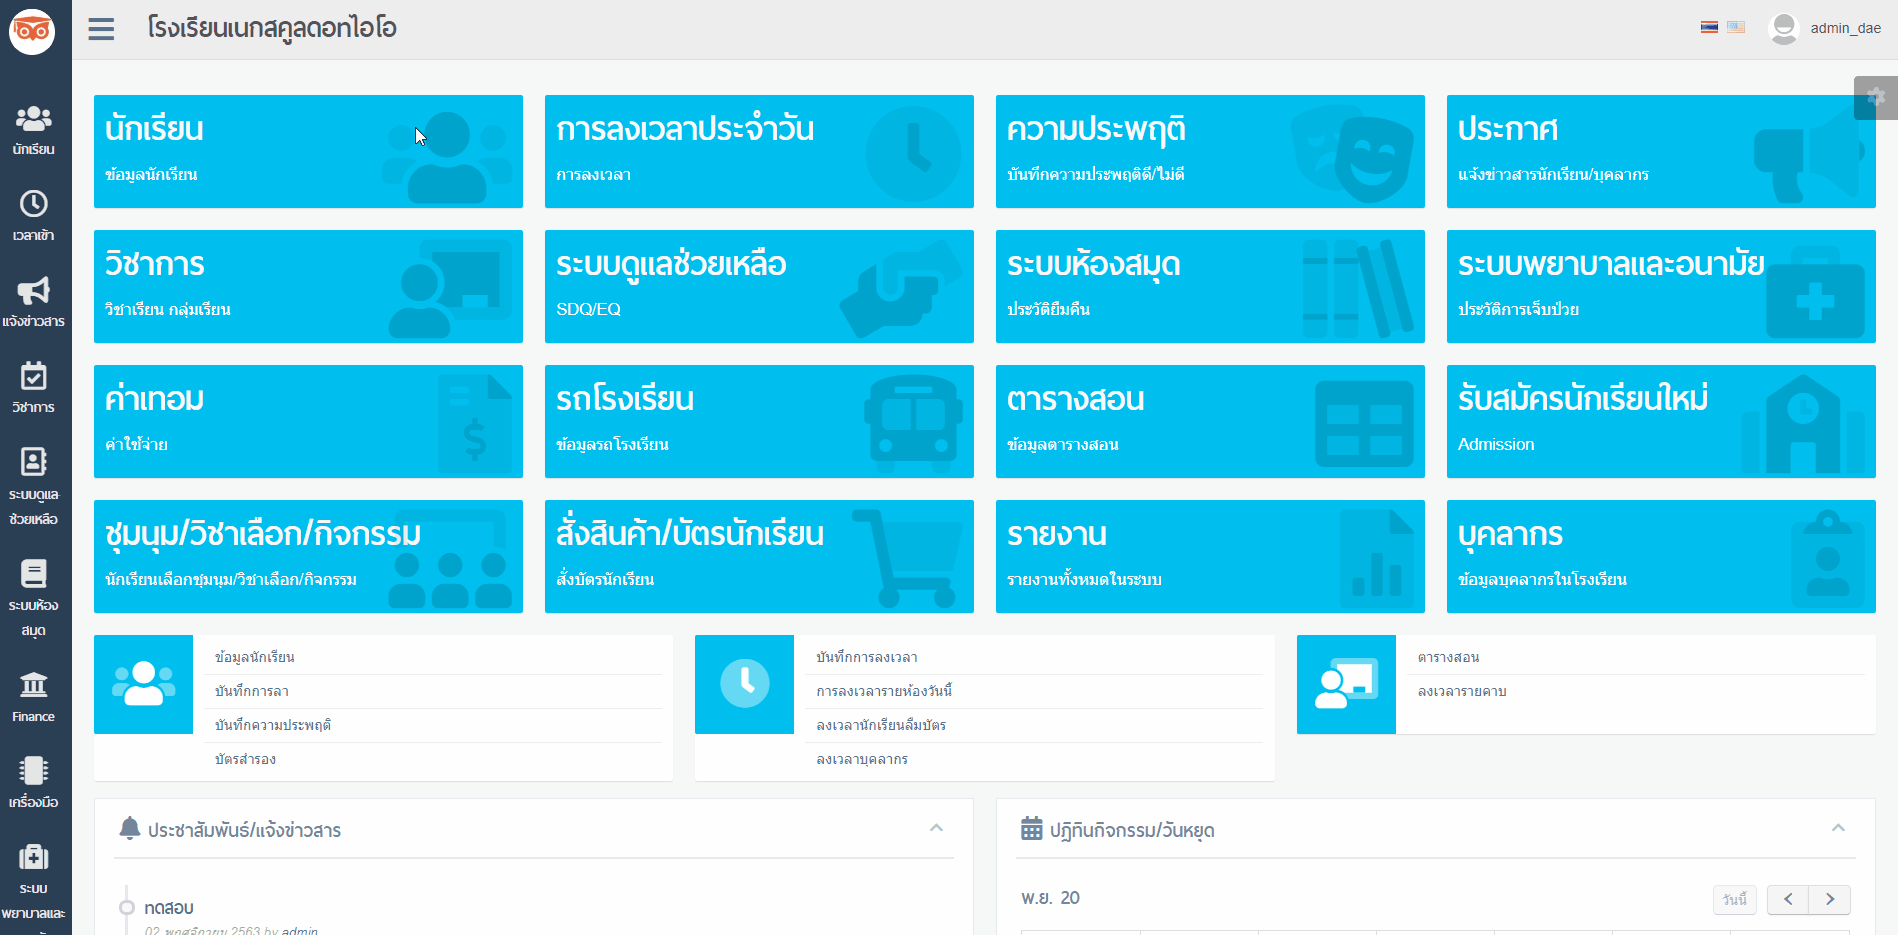 โรงเรียนเนกสคูลดอทไอโอ
admin_dae
นักเรียน
เวลาเข้า
แจ้งข่าวสาร
วิชาการ
ระบบดูแล
ช่วยเหลือ
ระบบห้อง
สมุด
Finance
เครื่องมือ
ระบบ
พยาบาลและ
นักเรียน
ข้อมูลนักเรียน
การลงเวลาประจำวัน
การลงเวลา
ความประพฤติ
บันทึกความประพฤติดี/ไม่ดี
ประกาศ
แจ้งข่าวสารนักเรียน/บุคลากร
วิชาการ
วิชาเรียน กลุ่มเรียน
ระบบดูแลช่วยเหลือ
SDQ/EQ
ระบบห้องสมุด
ประวัติยืมคืน
ระบบพยาบาลและอนามัย
ประวัติการเจ็บป่วย
ค่าเทอม
ค่าใช้จ่าย
รถโรงเรียน
ข้อมูลรถโรงเรียน
ตารางสอน
ข้อมูลตารางสอน
รับสมัครนักเรียนใหม่
Admission
ชุมนุม/วิชาเลือก/กิจกรรม
นักเรียนเลือกชุมนุม/วิชาเลือก/กิจกรรม
สั่งสินค้า/บัตรนักเรียน
สั่งบัตรนักเรียน
รายงาน
รายงานทั้งหมดในระบบ
บุคลากร
ข้อมูลบุคลากรในโรงเรียน
ข้อมูลนักเรียน
บันทึกการลา
บันทึกความประพฤติ
บัตรสำรอง
บันทึกการลงเวลา
การลงเวลารายห้องวันนี้
ลงเวลานักเรียนลืมบัตร
ลงเวลาบุคลากร
ตารางสอน
ลงเวลารายคาบ
ประชาสัมพันธ์/แจ้งข่าวสาร
ทดสอบ
02 พฤศจิกายน 2563 by admin
ปฏิทินกิจกรรม/วันหยุด
พ.ย. 20
วันนี้